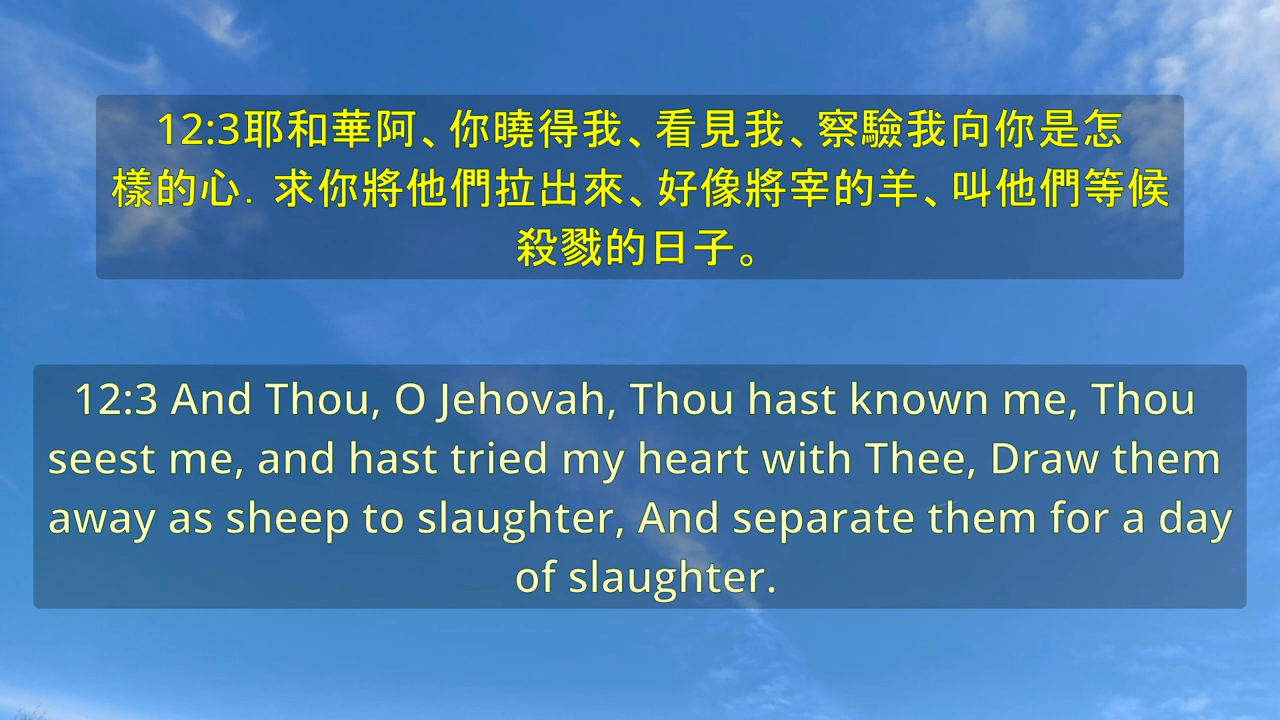 12:3耶和華阿、你曉得我、看見我、察驗我向你是怎
樣的心．求你將他們拉出來、好像將宰的羊、叫他們等候
殺戮的日子。
12:3 And Thou, O Jehovah, Thou hast known me, Thou
seest me, and hast tried my heart with Thee, Draw them
away as sheep to slaughter, And separate them for a day
of slaughter.